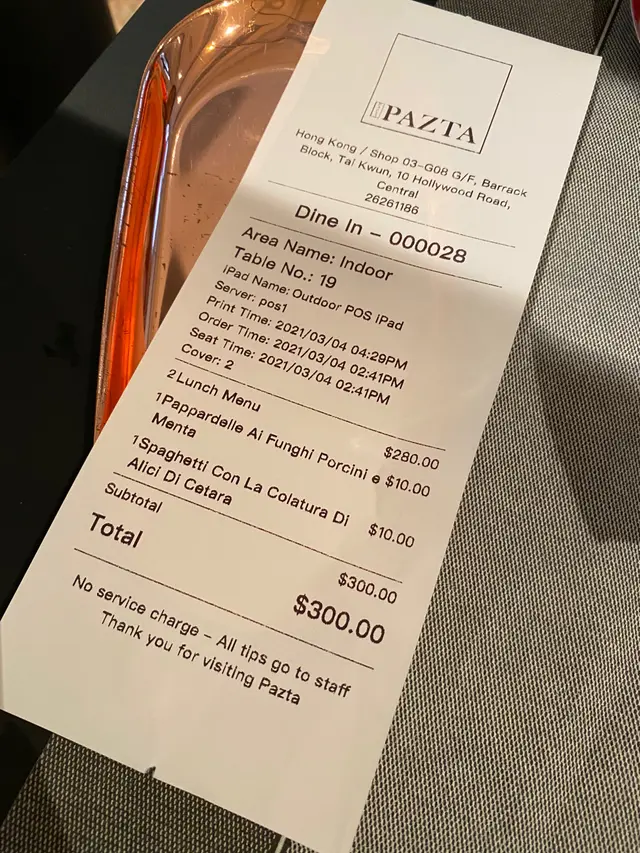 PAZTA
Hong Kong / Shop 03-G08 G/F, Barrack
Block, Tai Kwun, 10 Hollywood Road,
Central
26261186
Dine In - 000028
Area Name: Indoor
Table No.: 19
iPad Name: Outdoor POS iPad
Server: pos1
Print Time: 2021/03/04 04:29PM
Order Time: 2021/03/04 02:41PM
Seat Time: 2021/03/04 02:41PM
Cover: 2
2 Lunch Menu $280.00
1 Pappardelle Ai Funghi Porcini e $10.00
Menta
1 Spaghetti Con La Colatura Di $10.00
Alici Di Cetara
Subtotal $300.00
Total $300.00
No service charge - All tips go to staff
Thank you for visiting Pazta